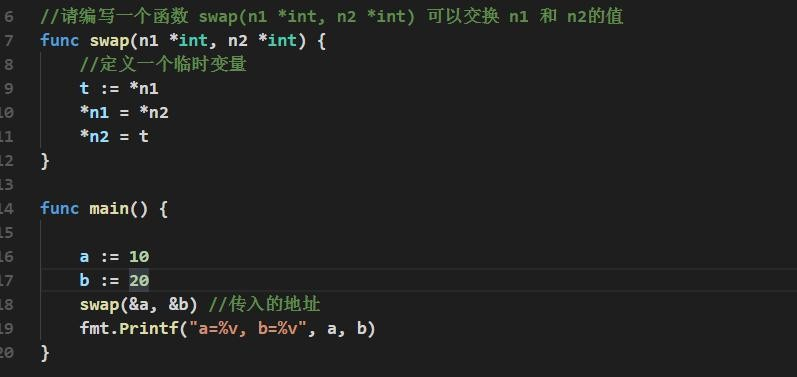 6 //请编写一个函数 swap(n1 *int, n2 *int) 可以交换 n1 和 n2的值
7 func swap(n1 *int, n2 *int) {
8 //定义一个临时变量
9 t := *n1
10 *n1 = *n2
11 *n2 = t
12 }
13
14 func main() {
15
16 a := 10
17 b := 20
18 swap(&a, &b) //传入的地址
19 fmt.Printf("a=%v, b=%v", a, b)
20 }